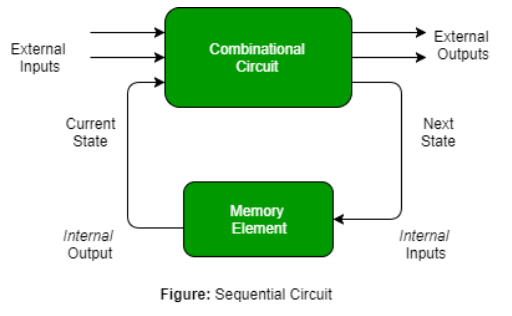 External
Inputs
Combinational
Circuit
External
Outputs
Current
State
Next
State
Memory
Element
Internal
Output
Internal
Inputs
Figure: Sequential Circuit